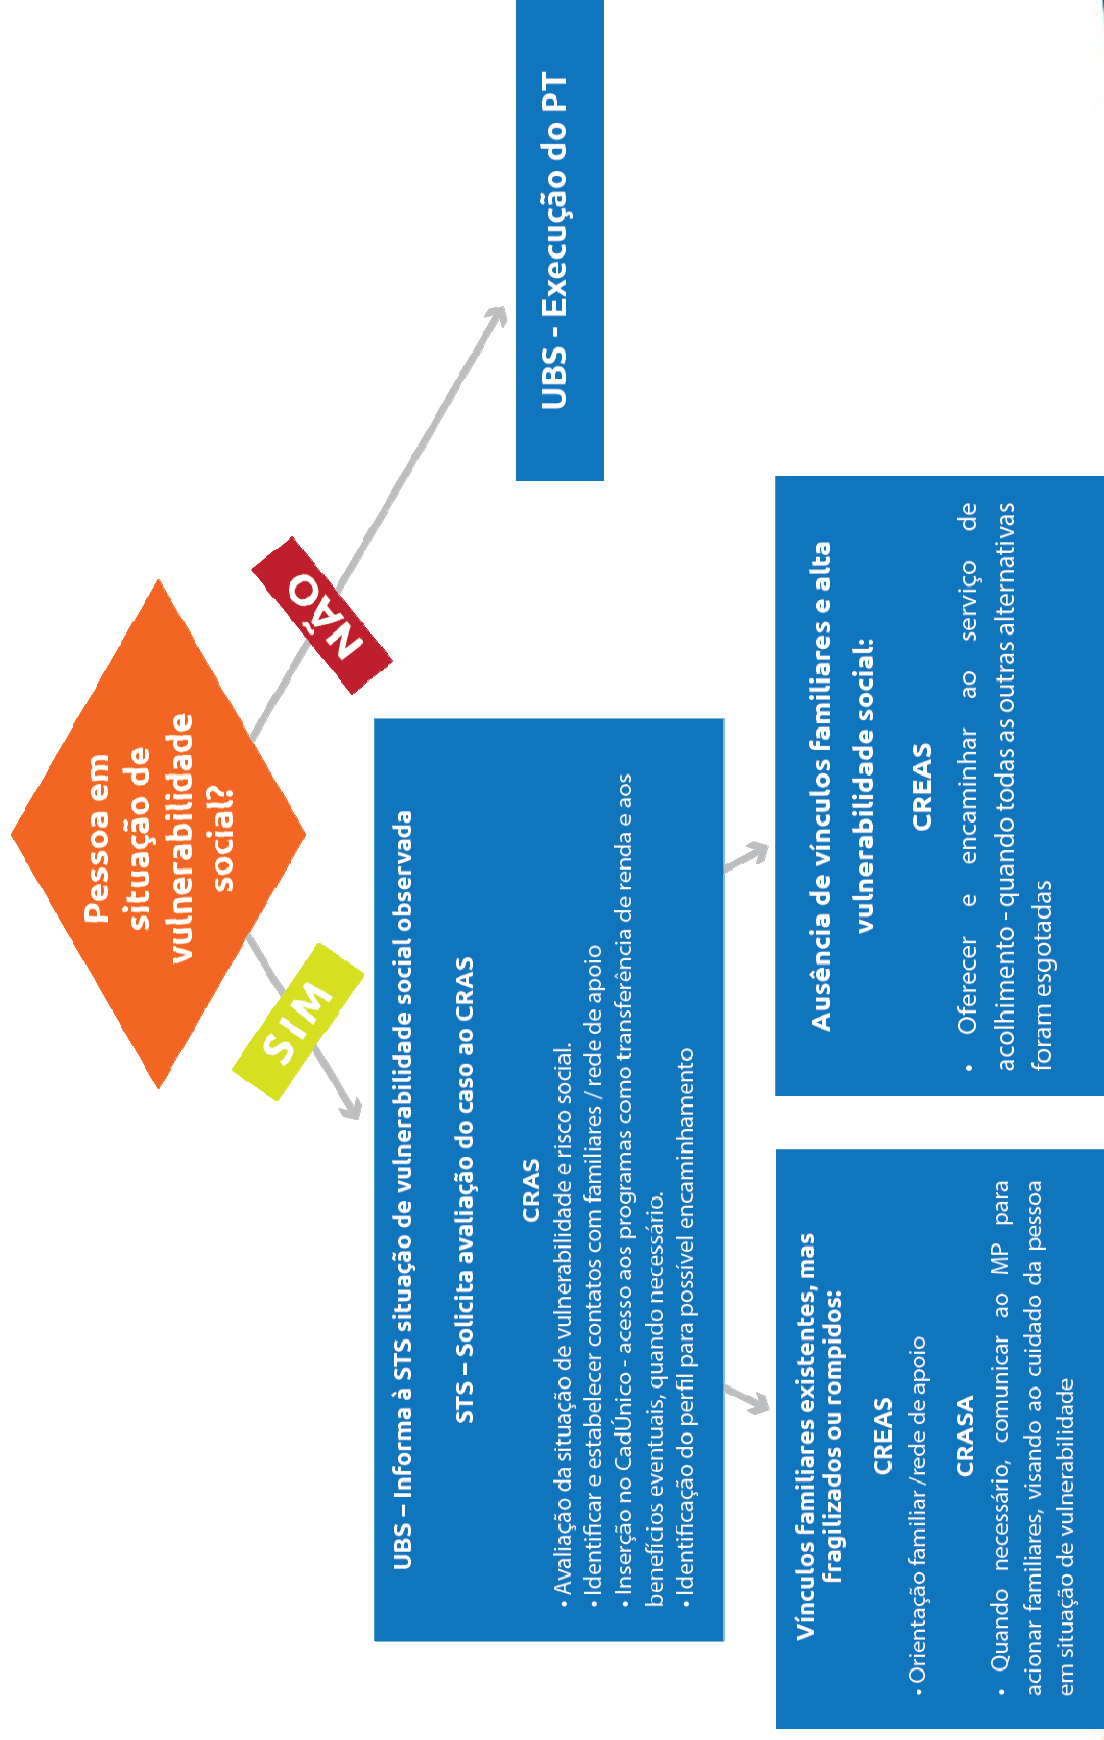 Pessoa em
situação de
vulnerabilidade
social?
SIM
NÃO
UBS – Informa à STS situação de vulnerabilidade social observada
STS – Solicita avaliação do caso ao CRAS
CRAS
• Avaliação da situação de vulnerabilidade e risco social.
• Identificar e estabelecer contatos com familiares / rede de apoio
• Inserção no CadÚnico - acesso aos programas como transferência de renda e aos
benefícios eventuais, quando necessário.
• Identificação do perfil para possível encaminhamento
UBS - Execução do PT
Vínculos familiares existentes, mas
fragilizados ou rompidos:
CREAS
• Orientação familiar /rede de apoio
CRASA
• Quando necessário, comunicar ao MP para
acionar familiares, visando ao cuidado da pessoa
em situação de vulnerabilidade
Ausência de vínculos familiares e alta
vulnerabilidade social:
CREAS
• Oferecer e encaminhar ao serviço de
acolhimento - quando todas as outras alternativas
foram esgotadas